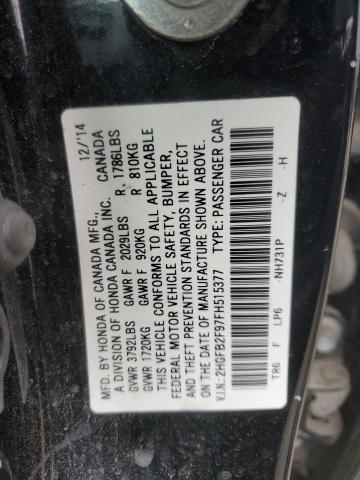 MFD. BY HONDA OF CANADA MFG., 12/'14
A DIVISION OF HONDA CANADA INC. CANADA
GVWR 3792LBS GAWR F 2029LBS R 1786LBS
GVWR 1720KG GAWR F 920KG R 810KG
THIS VEHICLE CONFORMS TO ALL APPLICABLE
FEDERAL MOTOR VEHICLE SAFETY, BUMPER,
AND THEFT PREVENTION STANDARDS IN EFFECT
ON THE DATE OF MANUFACTURE SHOWN ABOVE.
V.I.N.:2HGFB2F97FH515377 TYPE: PASSENGER CAR
TR6 F LP6 -NH731P -Z -H